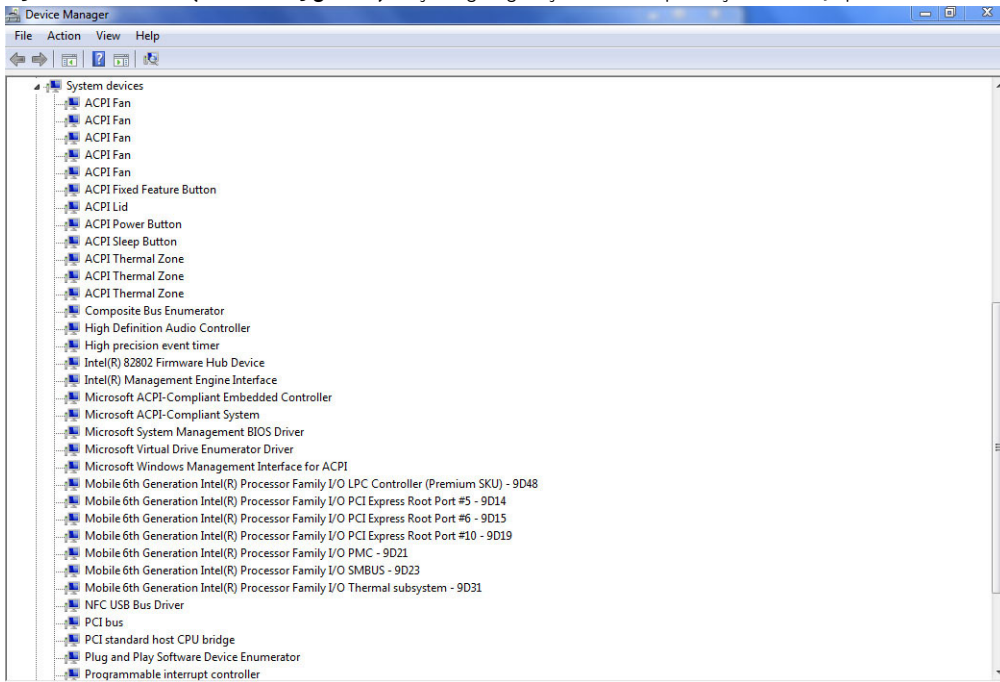 Device Manager
File Action View Help
System devices
ACPI Fan
ACPI Fan
ACPI Fan
ACPI Fan
ACPI Fan
ACPI Fixed Feature Button
ACPI Lid
ACPI Power Button
ACPI Sleep Button
ACPI Thermal Zone
ACPI Thermal Zone
ACPI Thermal Zone
Composite Bus Enumerator
High Definition Audio Controller
High precision event timer
Intel(R) 82802 Firmware Hub Device
Intel(R) Management Engine Interface
Microsoft ACPI-Compliant Embedded Controller
Microsoft ACPI-Compliant System
Microsoft System Management BIOS Driver
Microsoft Virtual Drive Enumerator Driver
Microsoft Windows Management Interface for ACPI
Mobile 6th Generation Intel(R) Processor Family I/O LPC Controller (Premium SKU) - 9D48
Mobile 6th Generation Intel(R) Processor Family I/O PCI Express Root Port #5 - 9D14
Mobile 6th Generation Intel(R) Processor Family I/O PCI Express Root Port #6 - 9D15
Mobile 6th Generation Intel(R) Processor Family I/O PCI Express Root Port #10 - 9D19
Mobile 6th Generation Intel(R) Processor Family I/O PMC - 9D21
Mobile 6th Generation Intel(R) Processor Family I/O SMBUS - 9D23
Mobile 6th Generation Intel(R) Processor Family I/O Thermal subsystem - 9D31
NFC USB Bus Driver
PCI bus
PCI standard host CPU bridge
Plug and Play Software Device Enumerator
Programmable interrupt controller